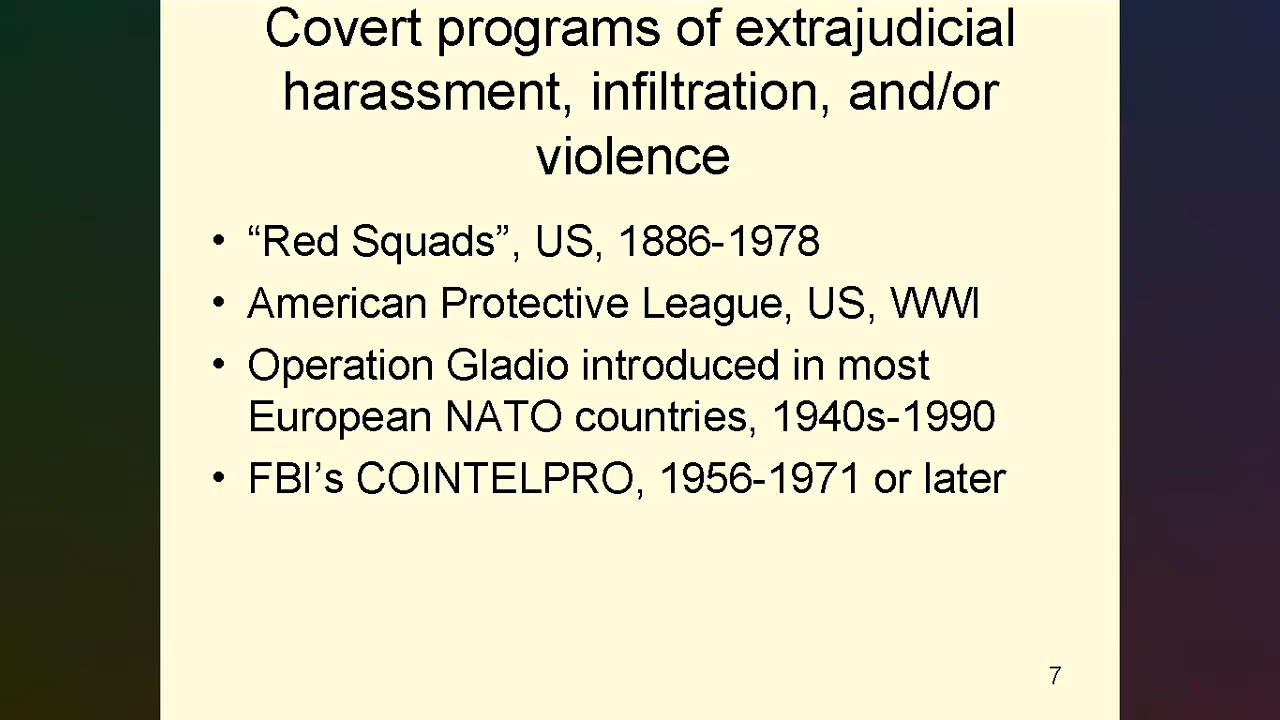 Covert programs of extrajudicial
harassment, infiltration, and/or
violence
• “Red Squads”, US, 1886-1978
• American Protective League, US, WWI
• Operation Gladio introduced in most
European NATO countries, 1940s-1990
• FBI’s COINTELPRO, 1956-1971 or later
7